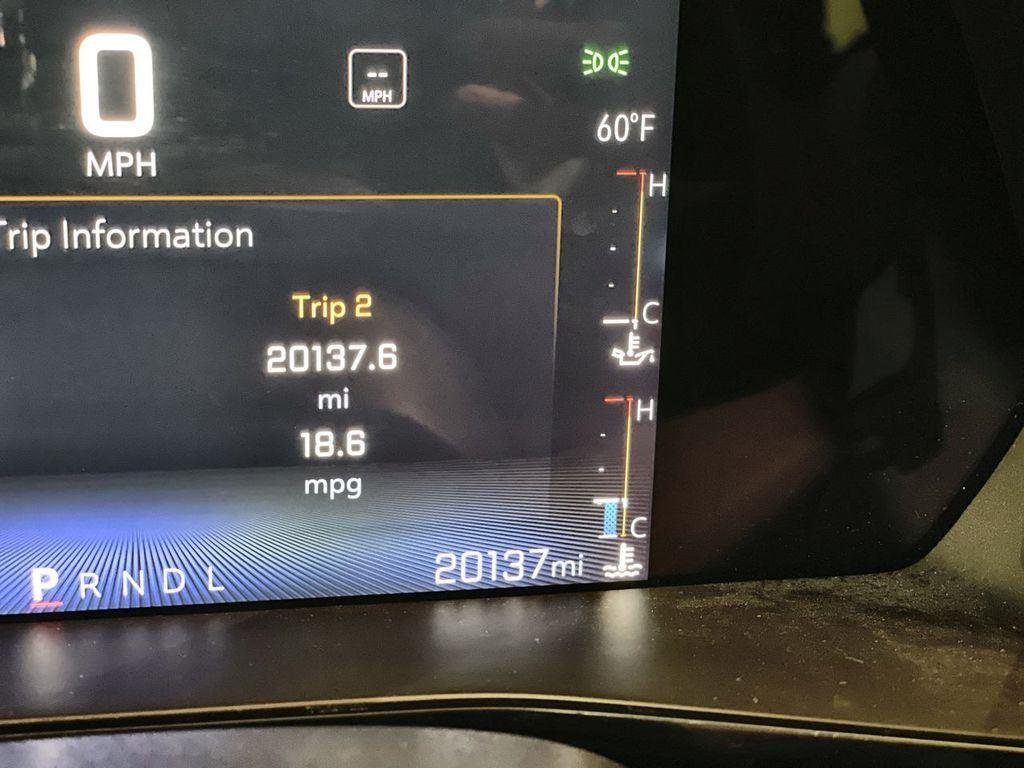 0
MPH
--
MPH
60°F
H
Trip Information
Trip 2
C
20137.6
mi
H
18.6
mpg
C
20137mi
P R N D L